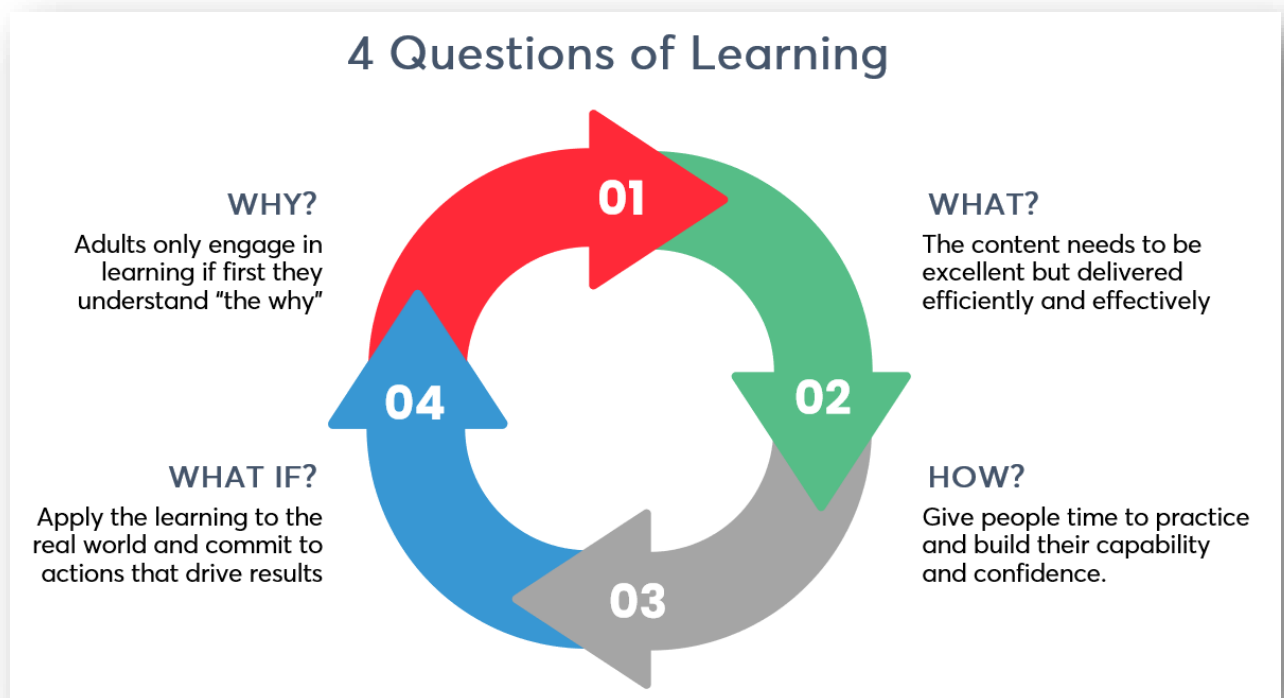 4 Questions of Learning
01
WHY?
Adults only engage in
learning if first they
understand "the why"
02
WHAT?
The content needs to be
excellent but delivered
efficiently and effectively
03
HOW?
Give people time to practice
and build their capability
and confidence.
04
WHAT IF?
Apply the learning to the
real world and commit to
actions that drive results